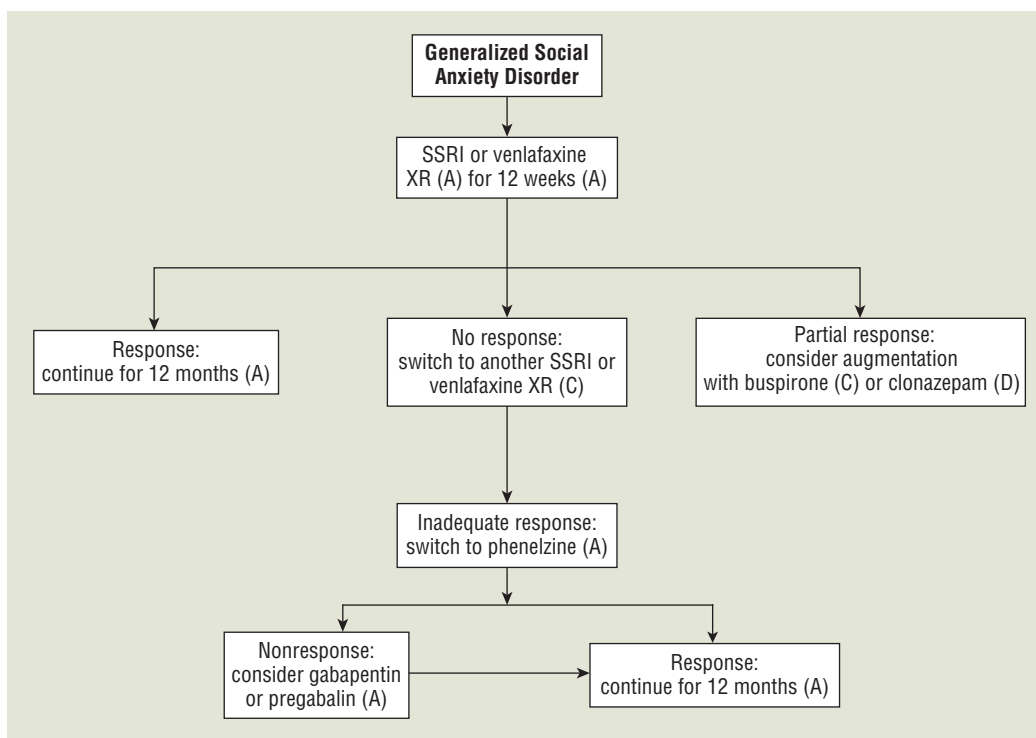 Generalized Social
Anxiety Disorder
SSRI or venlafaxine
XR (A) for 12 weeks (A)
Response:
continue for 12 months (A)
No response:
switch to another SSRI or
venlafaxine XR (C)
Partial response:
consider augmentation
with buspirone (C) or clonazepam (D)
Inadequate response:
switch to phenelzine (A)
Nonresponse:
consider gabapentin
or pregabalin (A)
Response:
continue for 12 months (A)